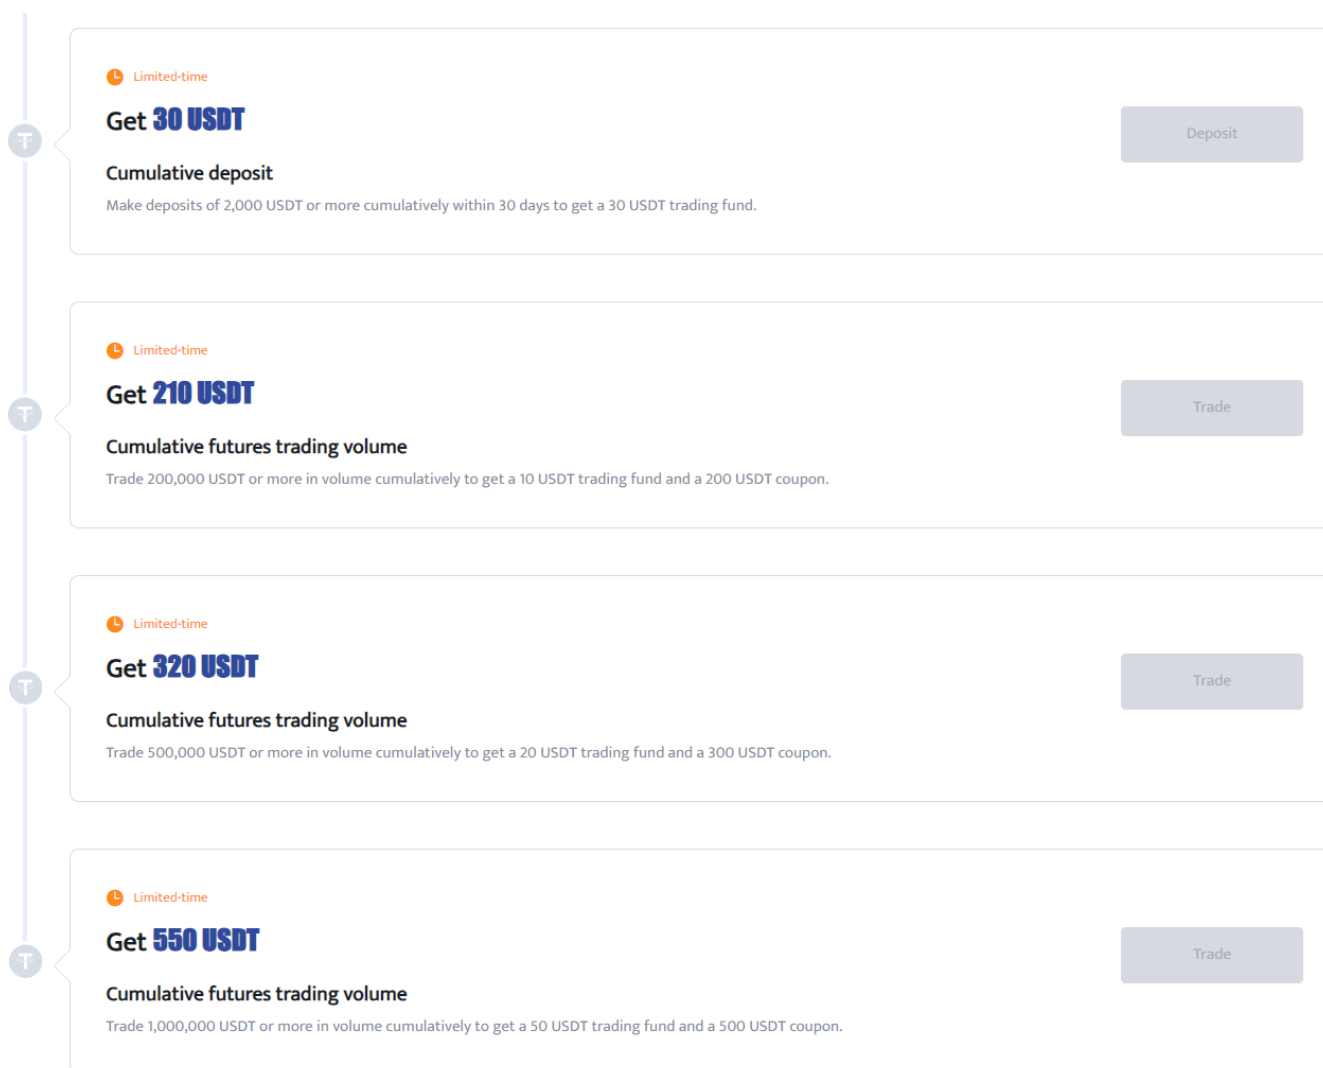 Limited-time
Get 30 USDT
Deposit
Cumulative deposit
Make deposits of 2,000 USDT or more cumulatively within 30 days to get a 30 USDT trading fund.
Limited-time
Get 210 USDT
Trade
Cumulative futures trading volume
Trade 200,000 USDT or more in volume cumulatively to get a 10 USDT trading fund and a 200 USDT coupon.
Limited-time
Get 320 USDT
Trade
Cumulative futures trading volume
Trade 500,000 USDT or more in volume cumulatively to get a 20 USDT trading fund and a 300 USDT coupon.
Limited-time
Get 550 USDT
Trade
Cumulative futures trading volume
Trade 1,000,000 USDT or more in volume cumulatively to get a 50 USDT trading fund and a 500 USDT coupon.